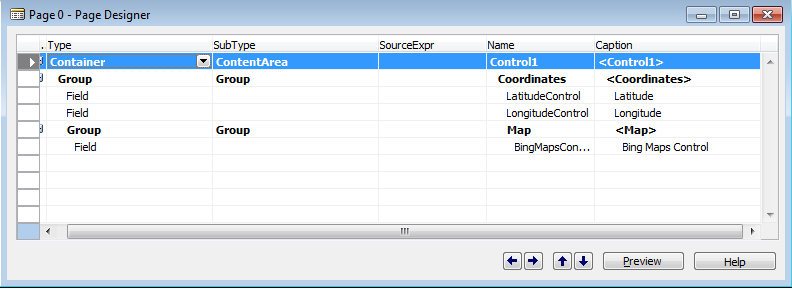 Page 0 - Page Designer
. Type SubType SourceExpr Name Caption
Container ContentArea Control1 <Control1>
Group Group Coordinates <Coordinates>
Field LatitudeControl Latitude
Field LongitudeControl Longitude
Group Group Map <Map>
Field BingMapsCon... Bing Maps Control
Preview Help